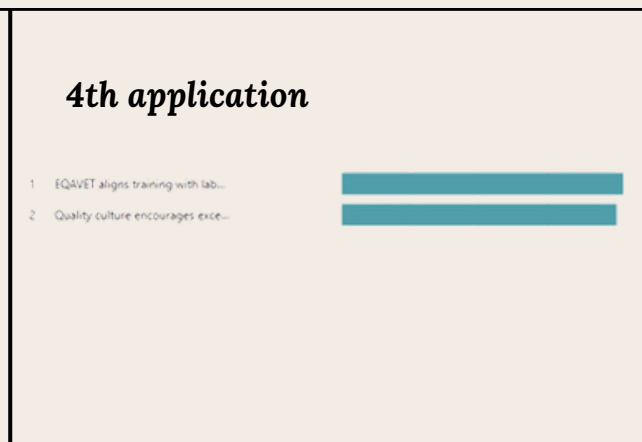 4th application
1 EQAVET aligns training with lab...
2 Quality culture encourages exce...